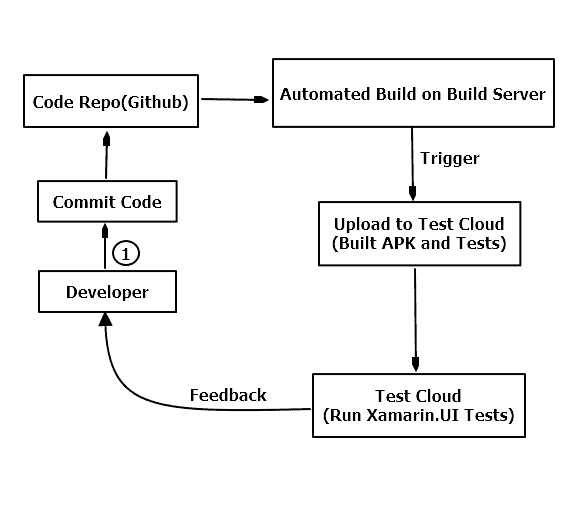 Code Repo(Github)
Automated Build on Build Server
Trigger
Commit Code
Upload to Test Cloud
(Built APK and Tests)
1
Developer
Feedback
Test Cloud
(Run Xamarin.UI Tests)